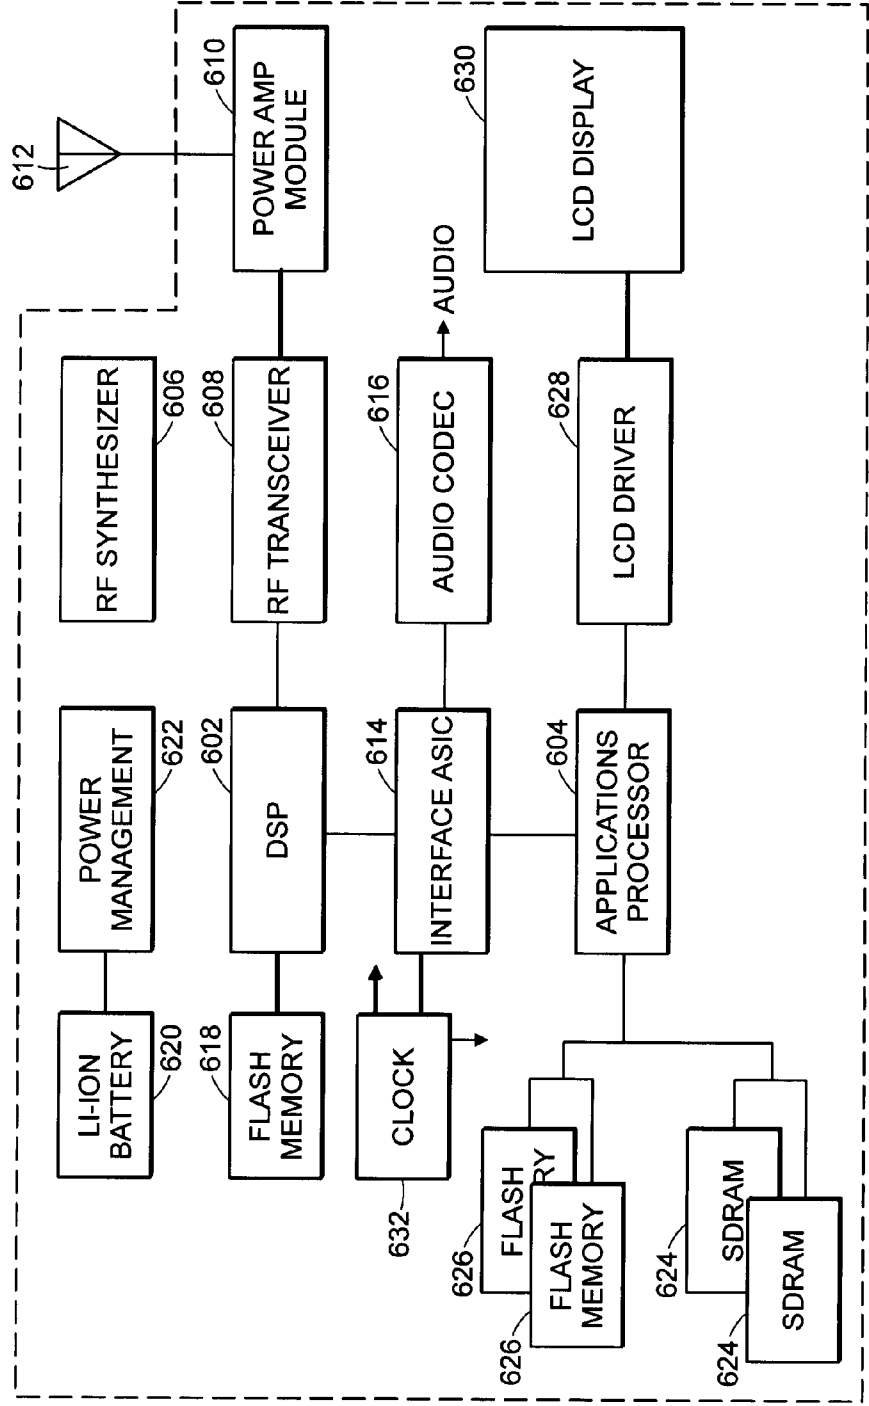 612
LI-ION
BATTERY
620
POWER
MANAGEMENT
622
RF SYNTHESIZER
606
FLASH
MEMORY
618
DSP
602
RF TRANSCEIVER
608
POWER AMP
MODULE
610
CLOCK
632
INTERFACE ASIC
614
AUDIO CODEC
616
AUDIO
FLASH
RY
626
FLASH
MEMORY
626
APPLICATIONS
PROCESSOR
604
LCD DRIVER
628
LCD DISPLAY
630
SDRAM
624
SDRAM
624